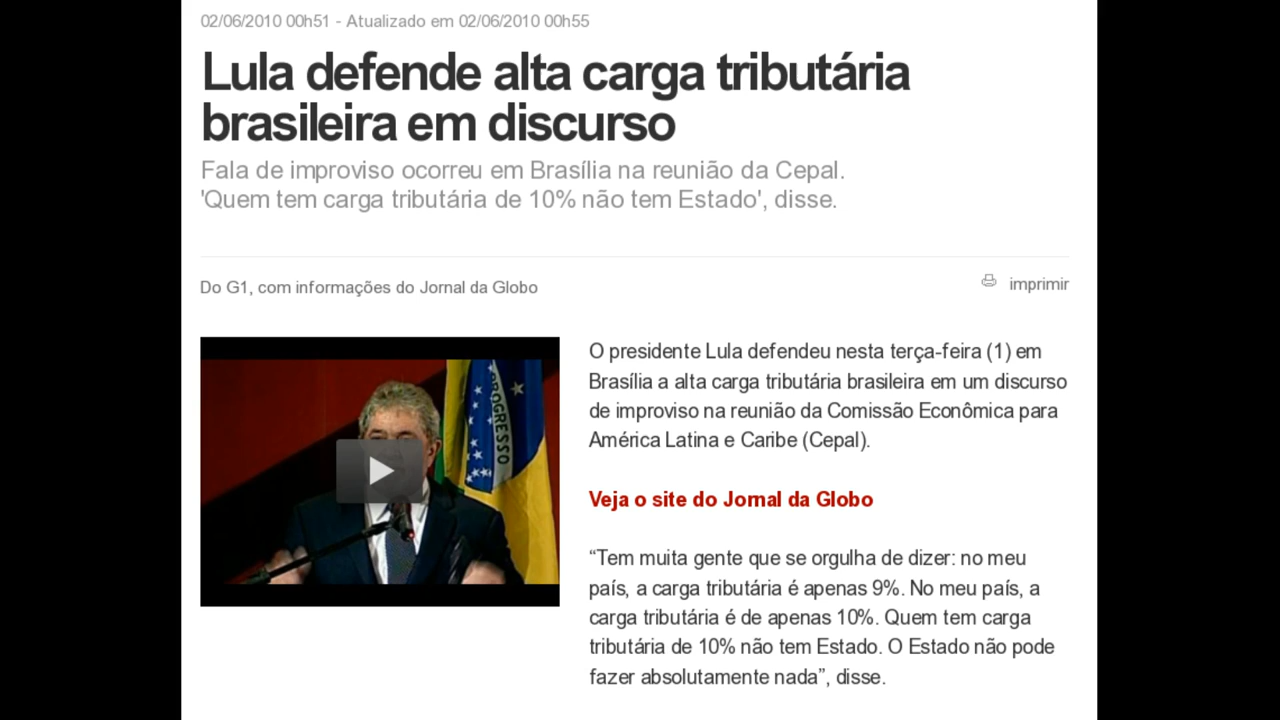 02/06/2010 00h51 - Atualizado em 02/06/2010 00h55
Lula defende alta carga tributária
brasileira em discurso
Fala de improviso ocorreu em Brasília na reunião da Cepal.
'Quem tem carga tributária de 10% não tem Estado', disse.
Do G1, com informações do Jornal da Globo
imprimir
PROGRESSO
O presidente Lula defendeu nesta terça-feira (1) em
Brasília a alta carga tributária brasileira em um discurso
de improviso na reunião da Comissão Econômica para
América Latina e Caribe (Cepal).
Veja o site do Jornal da Globo
“Tem muita gente que se orgulha de dizer: no meu
país, a carga tributária é apenas 9%. No meu país, a
carga tributária é de apenas 10%. Quem tem carga
tributária de 10% não tem Estado. O Estado não pode
fazer absolutamente nada”, disse.